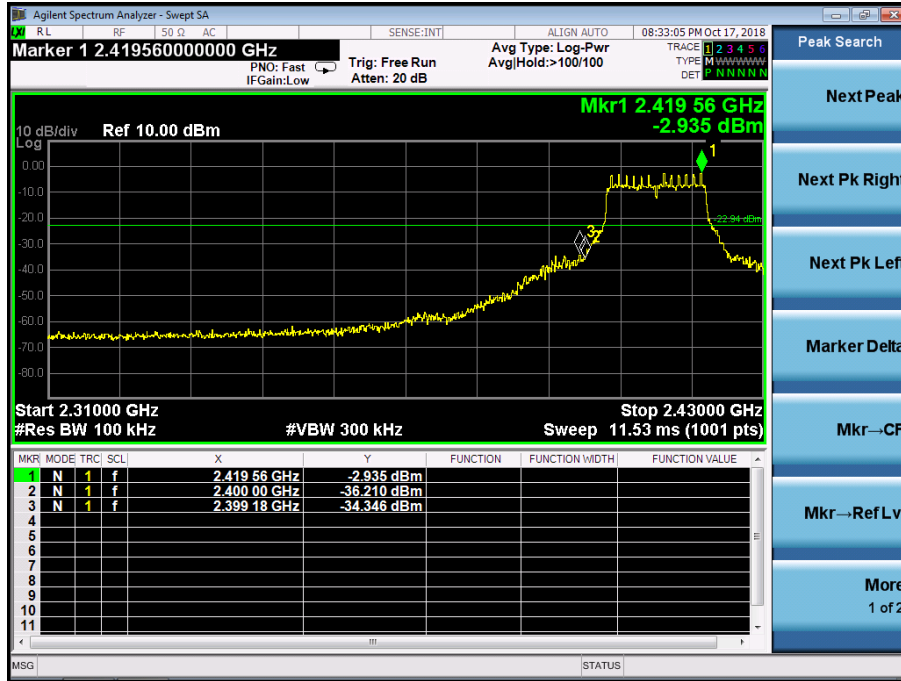 Agilent Spectrum Analyzer - Swept SA
LXI RL RF 50 Ω AC SENSE:INT ALIGN AUTO 08:33:05 PM Oct 17, 2018
Marker 1 2.419560000000 GHz
PNO: Fast
IFGain:Low
Trig: Free Run
Atten: 20 dB
Avg Type: Log-Pwr
Avg|Hold:>100/100
TRACE 1 2 3 4 5 6
TYPE M WWWWW
DET P N N N N N
Peak Search
Next Peak
Next Pk Right
Next Pk Left
Marker Delta
Mkr→CF
Mkr→Ref Lv
More
1 of 2
Mkr1 2.419 56 GHz
-2.935 dBm
10 dB/div Ref 10.00 dBm
Log
1
0.00
-10.0
-20.0
-22.94 dBm
-30.0
3
2
-40.0
-50.0
-60.0
-70.0
-80.0
Start 2.31000 GHz Stop 2.43000 GHz
#Res BW 100 kHz #VBW 300 kHz Sweep 11.53 ms (1001 pts)
MKR MODE TRC SCL X Y FUNCTION FUNCTION WIDTH FUNCTION VALUE
1 N 1 f 2.419 56 GHz -2.935 dBm
2 N 1 f 2.400 00 GHz -36.210 dBm
3 N 1 f 2.399 18 GHz -34.346 dBm
4
5
6
7
8
9
10
11
MSG STATUS